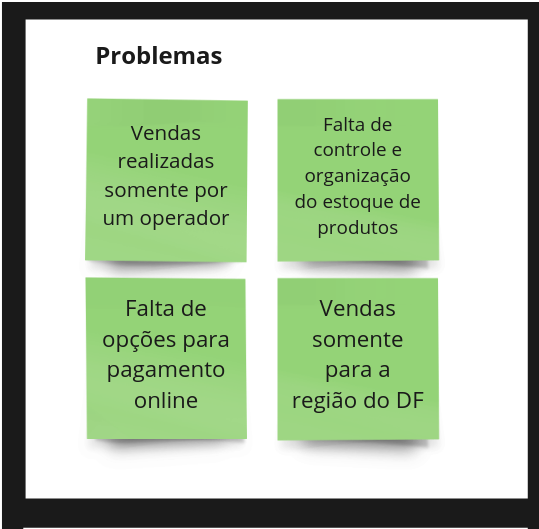 Problemas
Vendas
realizadas
somente por
um operador
Falta de
controle e
organização
do estoque de
produtos
Falta de
opções para
pagamento
online
Vendas
somente
para a
região do DF